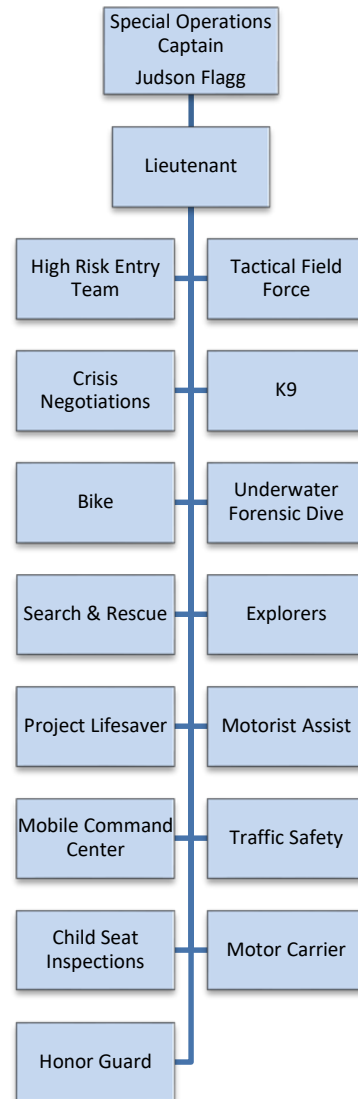 Special Operations
Captain
Judson Flagg
Lieutenant
High Risk Entry
Team
Tactical Field
Force
Crisis
Negotiations
K9
Bike
Underwater
Forensic Dive
Search & Rescue
Explorers
Project Lifesaver
Motorist Assist
Mobile Command
Center
Traffic Safety
Child Seat
Inspections
Motor Carrier
Honor Guard